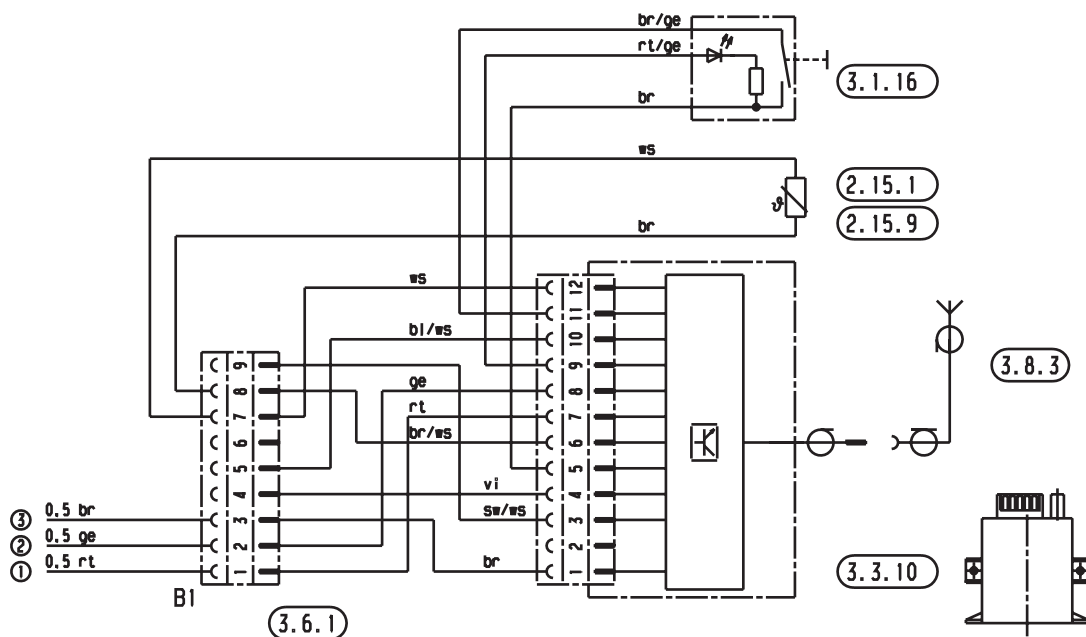 br/ge
rt/ge
3.1.16
br
ws
2.15.1
2.15.9
br
ws
12
11
bl/ws
10
3.8.3
9
9
8
ge
8
7
rt
7
6
br/ws
6
5
5
4
vi
4
3
sw/ws
3
③ 0.5 br
2
2
② 0.5 ge
1
br
1
① 0.5 rt
3.3.10
B1
3.6.1
ϑ